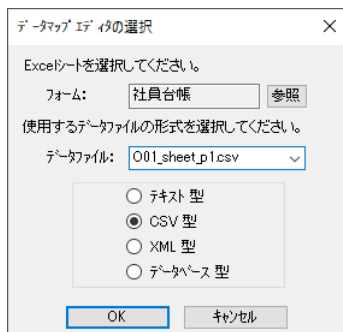 ﾃﾞｰﾀﾏｯﾌﾟｴﾃﾞｨﾀの選択
Excelｼｰﾄを選択してください。
ﾌｫｰﾑ: 社員台帳 参照
使用するﾃﾞｰﾀﾌｧｲﾙの形式を選択してください。
ﾃﾞｰﾀﾌｧｲﾙ: O01_sheet_p1.csv
ﾃｷｽﾄ 型
CSV 型
XML 型
ﾃﾞｰﾀﾍﾞｰｽ 型
OK ｷｬﾝｾﾙ